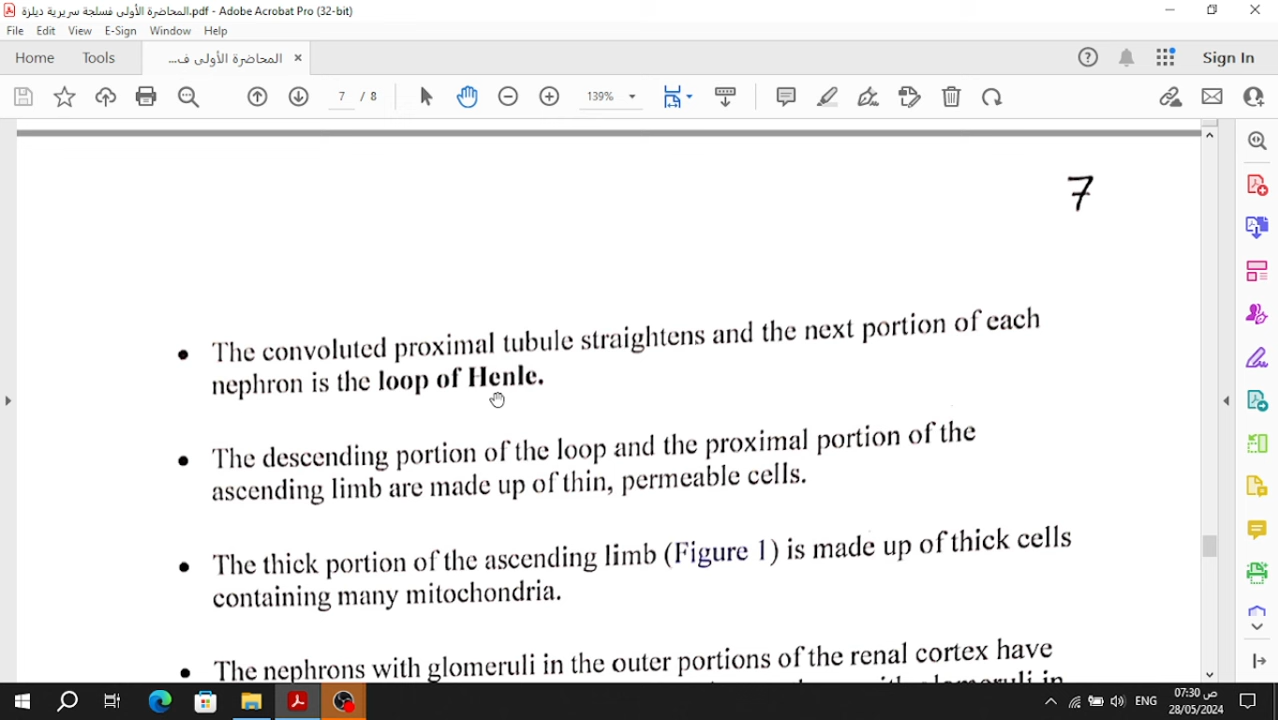 المحاضرة الأولى فسلجة سريرية ديلزة.pdf - Adobe Acrobat Pro (32-bit)
File Edit View E-Sign Window Help
Home Tools المحاضرة الأولى ف... × Sign In
7 / 8 139%
7
• The convoluted proximal tubule straightens and the next portion of each
nephron is the loop of Henle.
• The descending portion of the loop and the proximal portion of the
ascending limb are made up of thin, permeable cells.
• The thick portion of the ascending limb (Figure 1) is made up of thick cells
containing many mitochondria.
• The nephrons with glomeruli in the outer portions of the renal cortex have
ENG 07:30 ص
28/05/2024